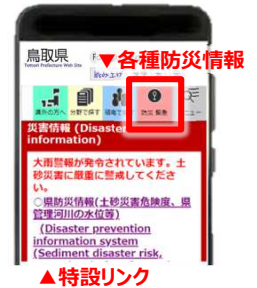 ▼各種防災情報
鳥取県
Tottori Prefecture Web Site
防災 緊急
災害情報 (Disaster
information)
大雨警報が発令されています。土
砂災害に厳重に警戒してくださ
い。
○県防災情報(土砂災害危険度、県
管理河川の水位等)
(Disaster prevention
information system
(Sediment disaster risk,
▲特設リンク